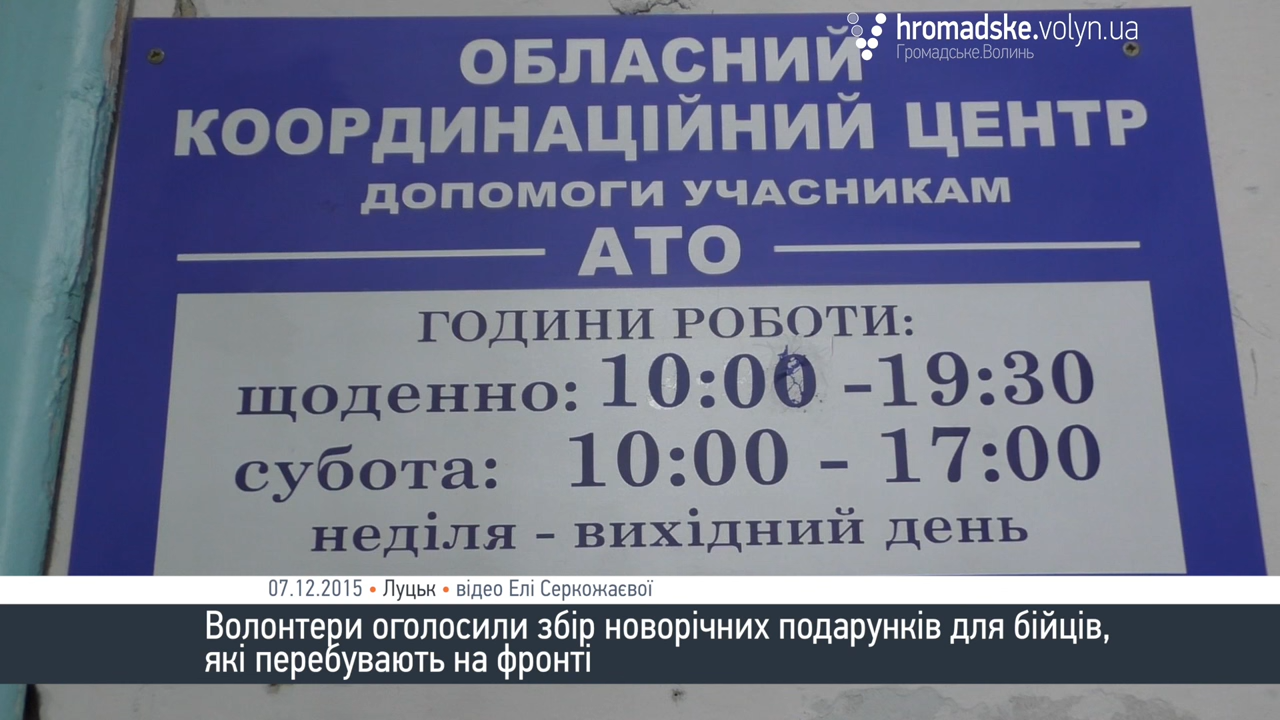 hromadske.volyn.ua
Громадське.Волинь
ОБЛАСНИЙ
КООРДИНАЦІЙНИЙ ЦЕНТР
ДОПОМОГИ УЧАСНИКАМ
АТО
ГОДИНИ РОБОТИ:
щоденно: 10:00 -19:30
субота: 10:00 - 17:00
неділя - вихідний день
07.12.2015 • Луцьк • відео Елі Серкожаєвої
Волонтери оголосили збір новорічних подарунків для бійців,
які перебувають на фронті